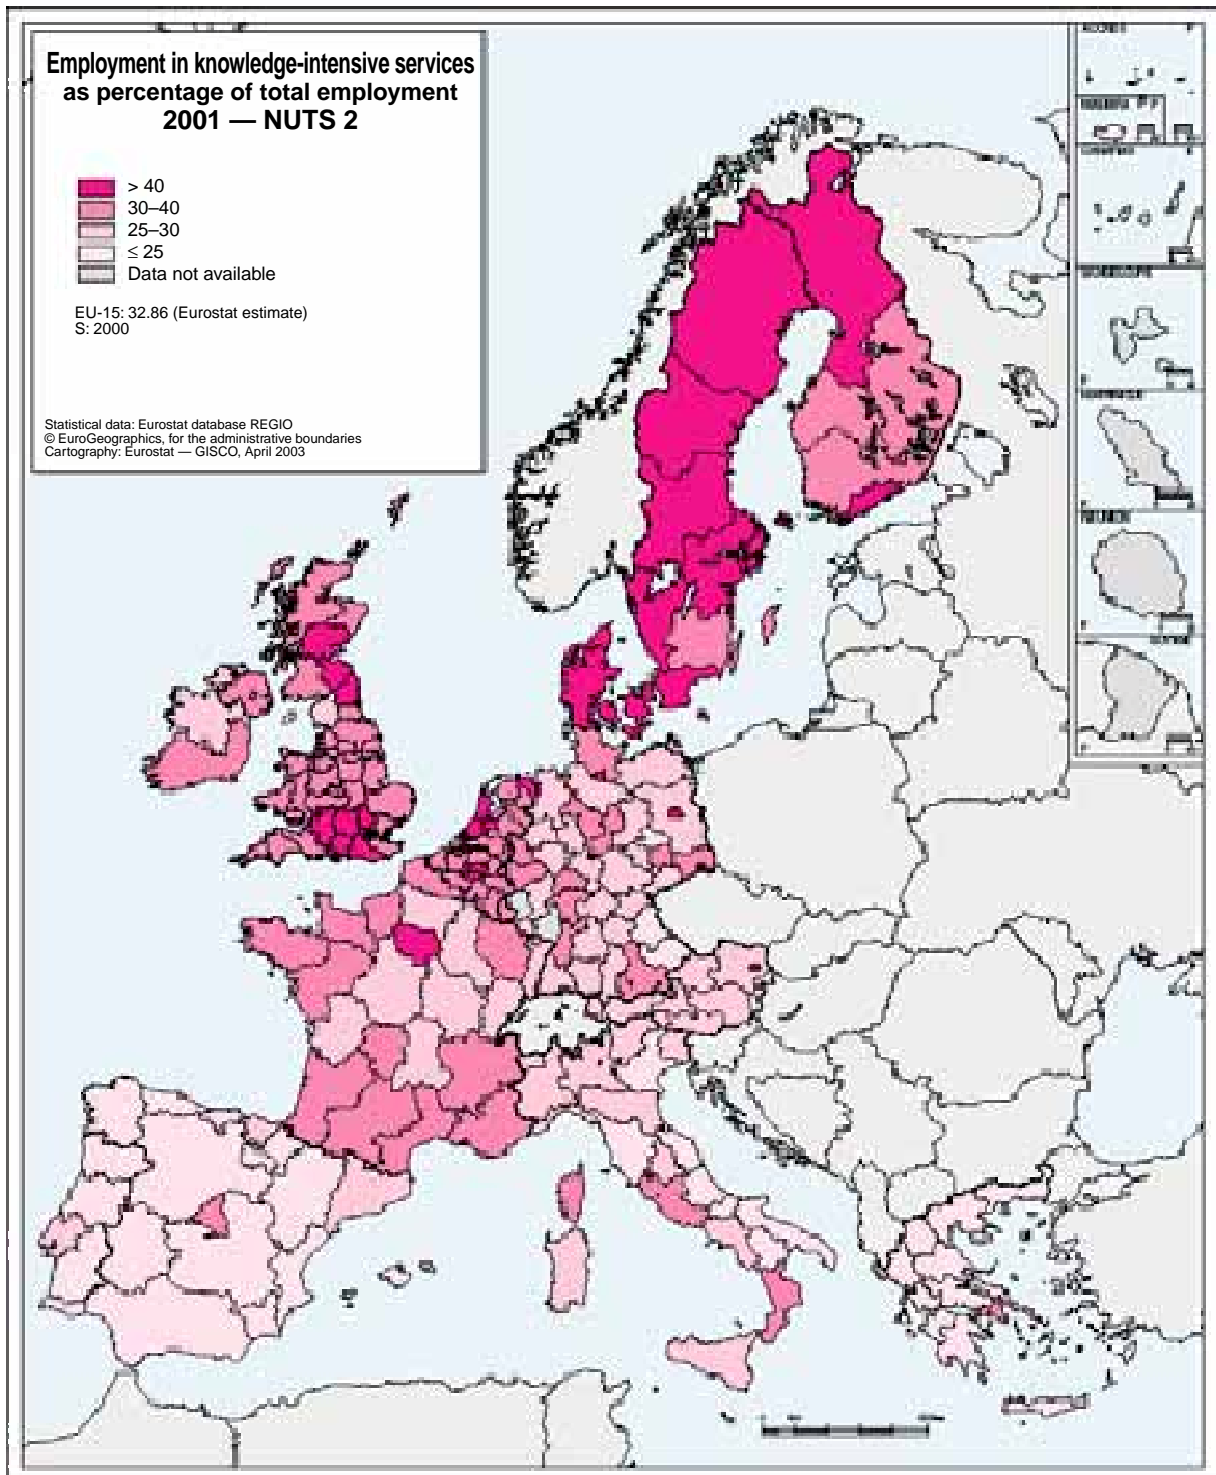 Employment in knowledge-intensive services
as percentage of total employment
2001 — NUTS 2
> 40
30–40
25–30
≤ 25
Data not available
EU-15: 32.86 (Eurostat estimate)
S: 2000
Statistical data: Eurostat database REGIO
© EuroGeographics, for the administrative boundaries
Cartography: Eurostat — GISCO, April 2003